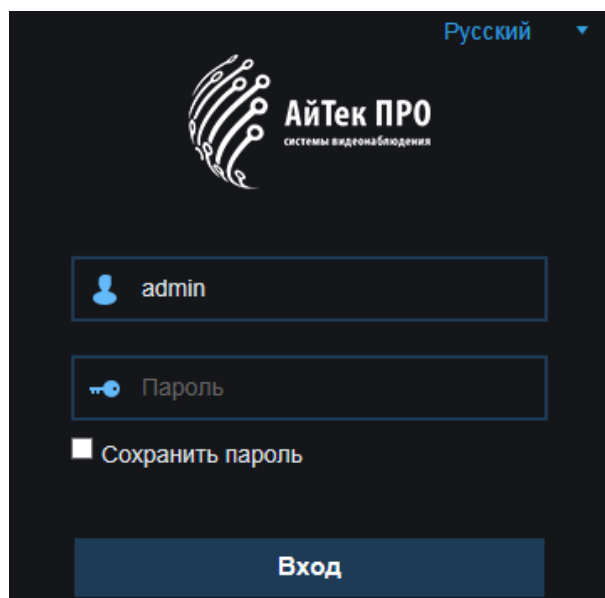 Русский
АйТек ПРО
системы видеонаблюдения
admin
Пароль
Сохранить пароль
Вход